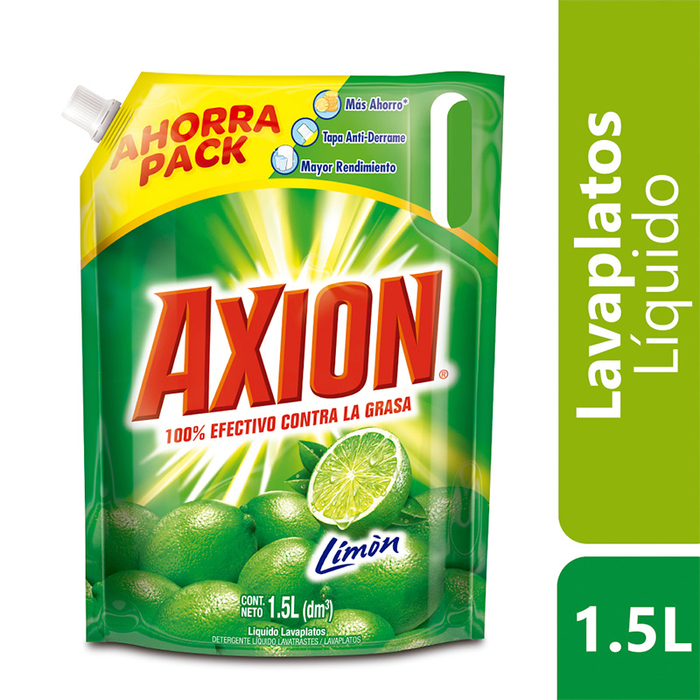 AHORRA
PACK
Más Ahorro*
Tapa Anti-Derrame
Mayor Rendimiento
AXION®
100% EFECTIVO CONTRA LA GRASA
Limòn
CONT.
NETO 1.5L (dm³)
Líquido Lavaplatos
DETERGENTE LÍQUIDO LAVATRASTES / LAVAPLATOS
Lavaplatos
Líquido
1.5L